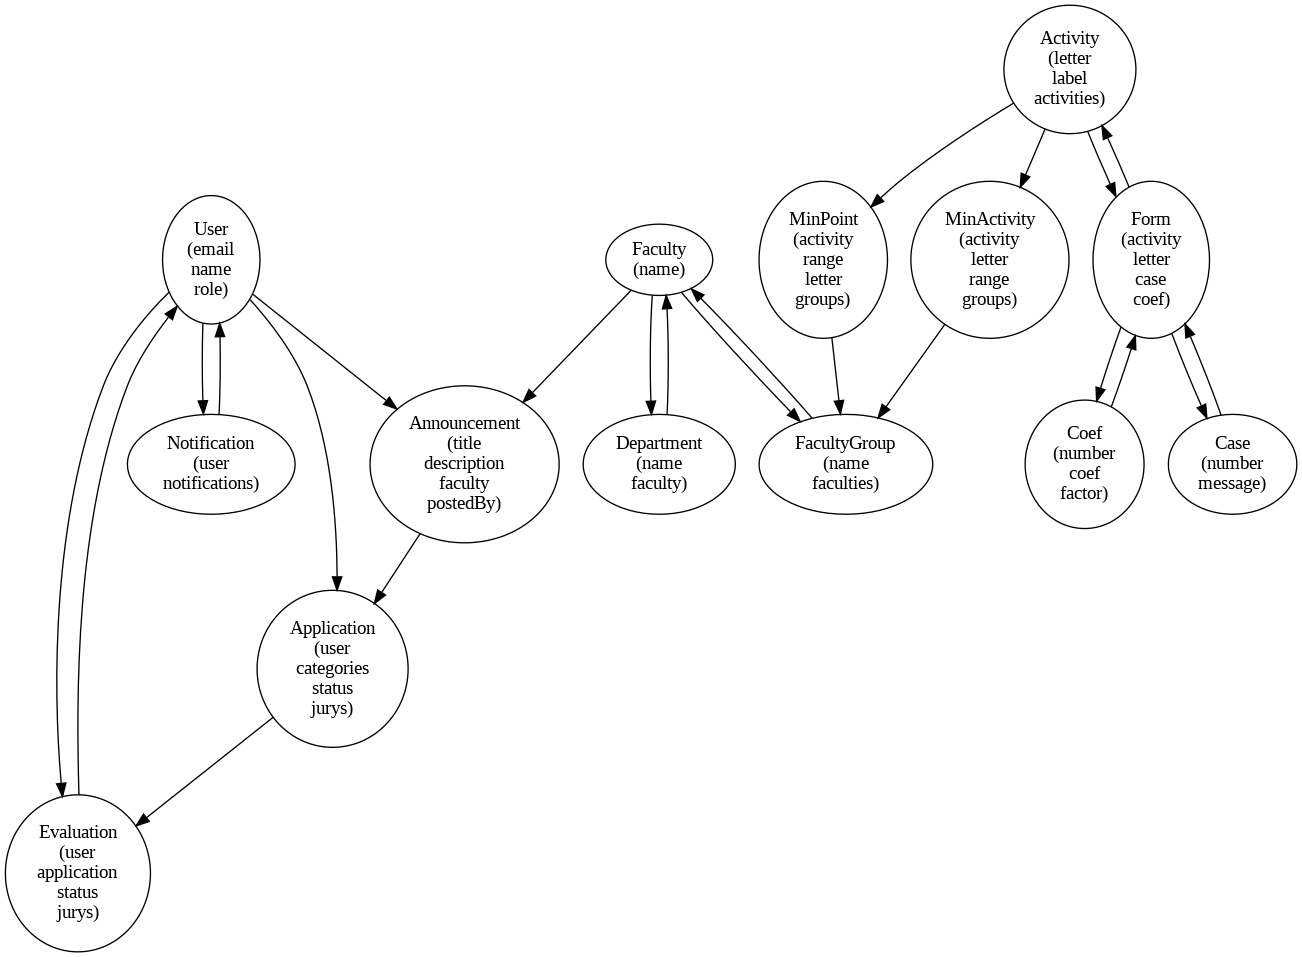 Activity
(letter
label
activities)
User
(email
name
role)
Faculty
(name)
MinPoint
(activity
range
letter
groups)
MinActivity
(activity
letter
range
groups)
Form
(activity
letter
case
coef)
Notification
(user
notifications)
Announcement
(title
description
faculty
postedBy)
Department
(name
faculty)
FacultyGroup
(name
faculties)
Coef
(number
coef
factor)
Case
(number
message)
Application
(user
categories
status
jurys)
Evaluation
(user
application
status
jurys)